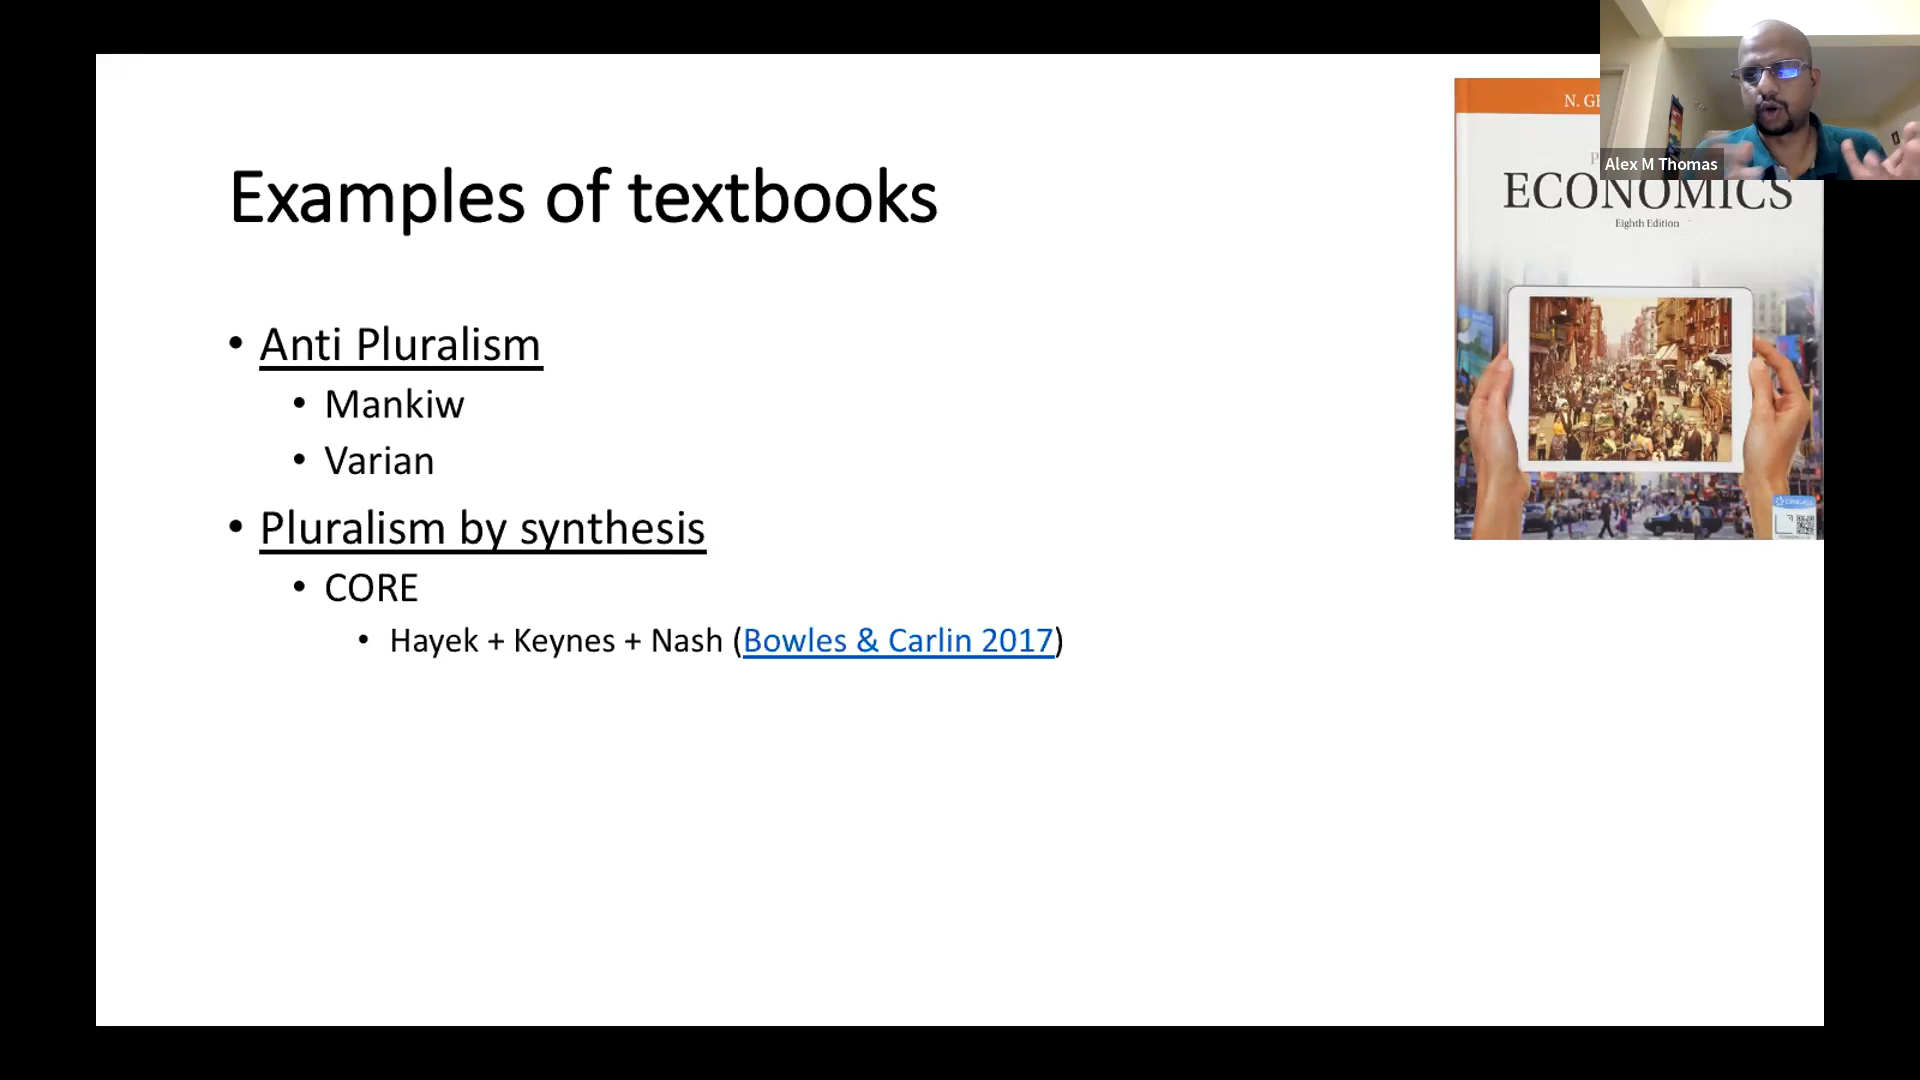 Examples of textbooks
• Anti Pluralism
• Mankiw
• Varian
• Pluralism by synthesis
• CORE
• Hayek + Keynes + Nash (Bowles & Carlin 2017)
N.
Alex M Thomas
ECONOMICS
Eighth Edition
CENGAGE